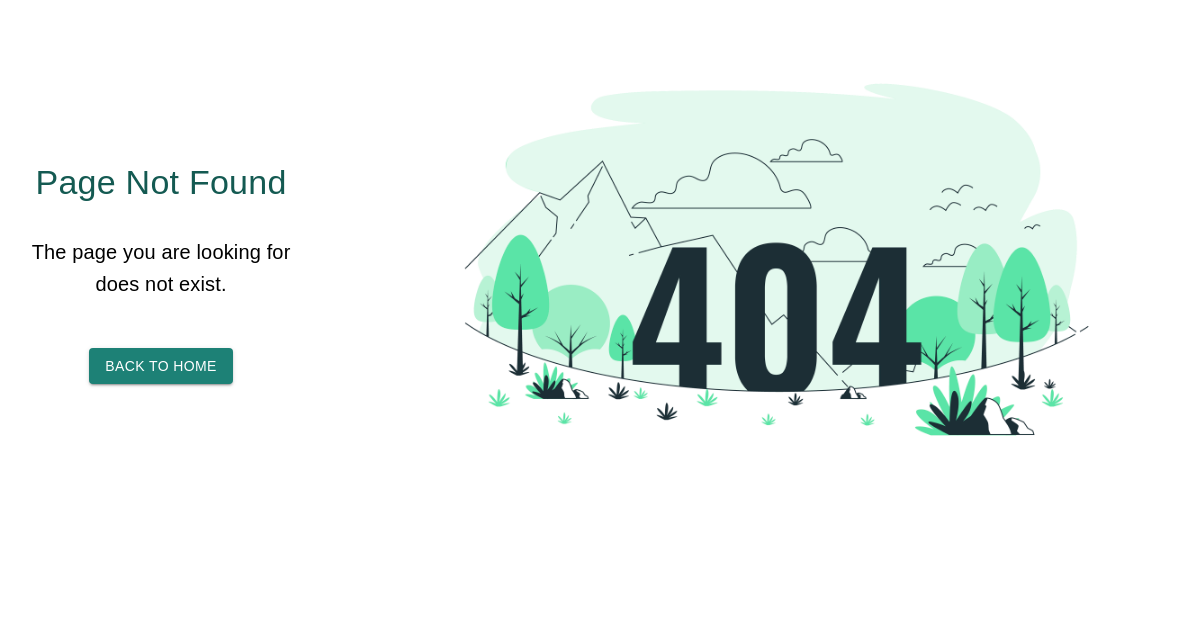 Page Not Found
The page you are looking for
does not exist.
BACK TO HOME
404